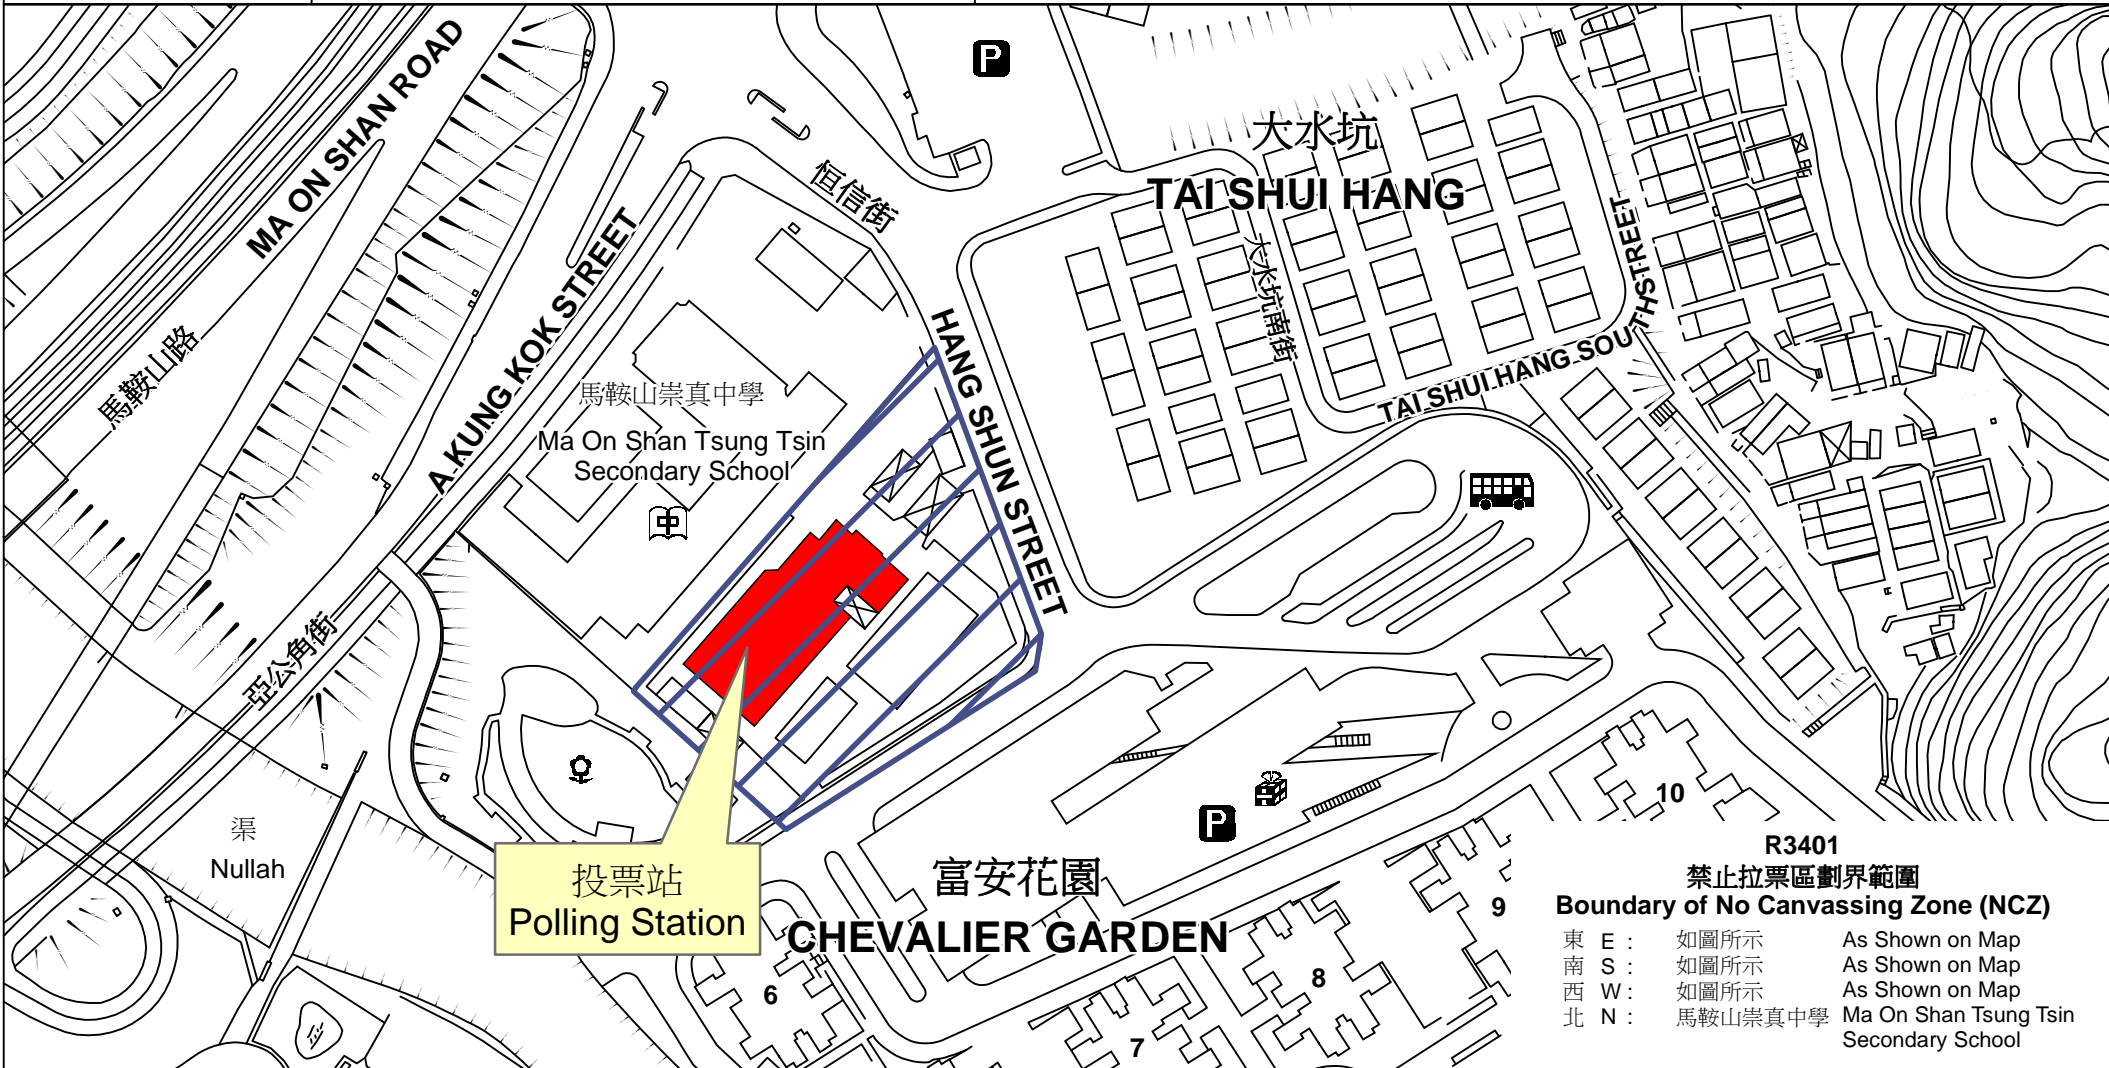 P
MA ON SHAN ROAD
大水坑
TAI SHUI HANG
恒信街
A KUNG KOK STREET
大水坑南街
TAI SHUI HANG SOUTH STREET
HANG SHUN STREET
馬鞍山路
馬鞍山崇真中學
Ma On Shan Tsung Tsin
Secondary School
中
亞公角街
渠
Nullah
投票站
Polling Station
P
富安花園
CHEVALIER GARDEN
6
7
8
9
10
R3401
禁止拉票區劃界範圍
Boundary of No Canvassing Zone (NCZ)
東 E : 如圖所示 As Shown on Map
南 S : 如圖所示 As Shown on Map
西 W : 如圖所示 As Shown on Map
北 N : 馬鞍山崇真中學 Ma On Shan Tsung Tsin
Secondary School